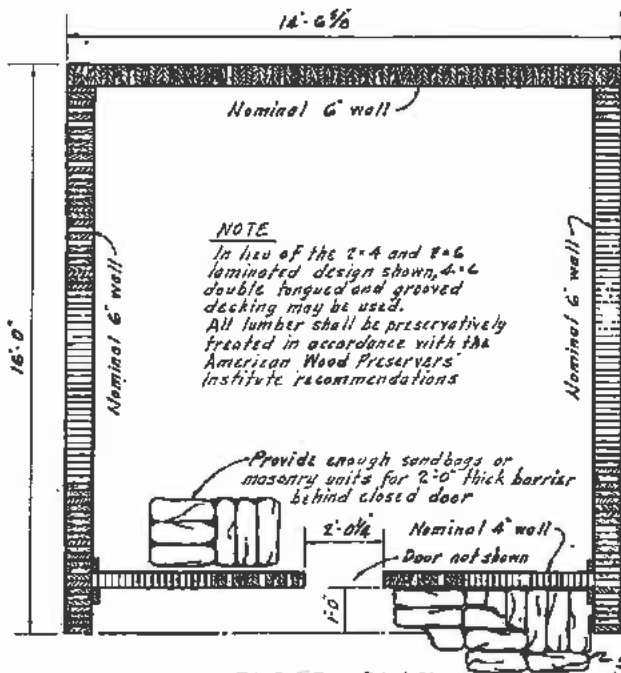 14'-6 5/8
Nominal 6" wall
16'-0"
Nominal 6" wall
Nominal 6" wall
NOTE
In lieu of the 2×4 and 2×6
laminated design shown, 4×6
double tongued and grooved
decking may be used.
All lumber shall be preservatively
treated in accordance with the
American Wood Preservers'
Institute recommendations
Provide enough sandbags or
masonry units for 2'-0" thick barrier
behind closed door
2'-0¼"
Nominal 4" wall
Door not shown
1'-0"